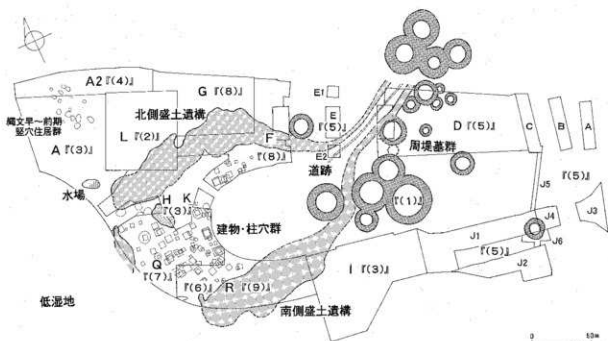 A2『(4)』
G『(8)』
E1
縄文早〜前期
竪穴住居群
北側盛土遺構
L『(2)』
F
E
『(5)』
E2
D『(5)』
C
B
A
A『(3)』
『(8)』
道跡
周堤墓群
水場
H
K
『(3)』
『(1)』
J5
『(5)』
建物・柱穴群
J4
J3
J1
J6
『(5)』
J2
Q
『(7)』
I『(3)』
『(6)』
R『(9)』
低湿地
南側盛土遺構
0
50m